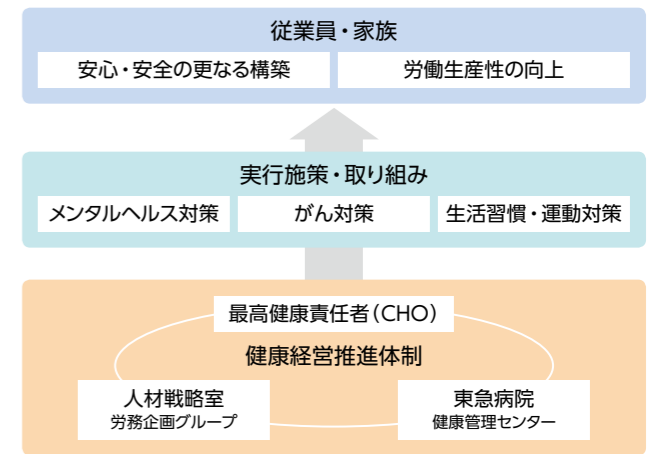 従業員・家族
安心・安全の更なる構築
労働生産性の向上
実行施策・取り組み
メンタルヘルス対策
がん対策
生活習慣・運動対策
最高健康責任者(CHO)
健康経営推進体制
人材戦略室
労務企画グループ
東急病院
健康管理センター